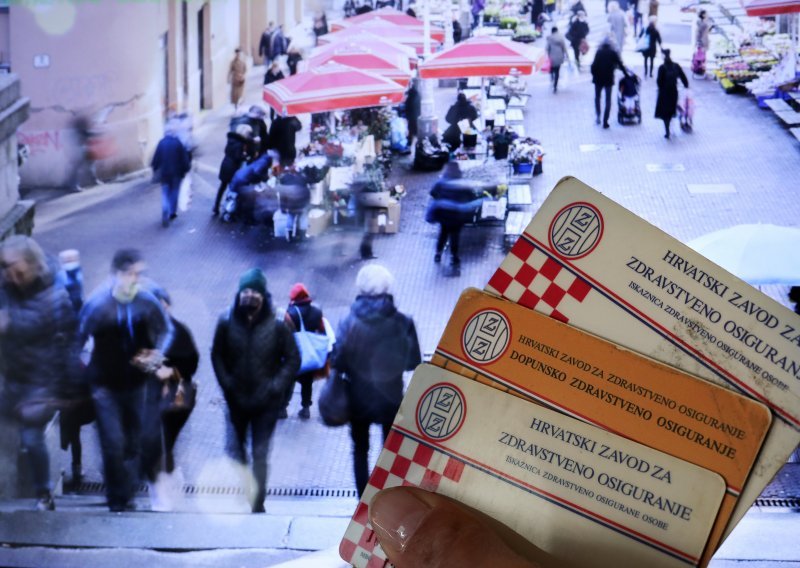 HRVATSKI ZAVOD ZA
ZDRAVSTVENO OSIGURANJE
ISKAZNICA ZDRAVSTVENO OSIGURANE OSOBE
HRVATSKI ZAVOD ZA ZDRAVSTVENO OSIGURANJE
DOPUNSKO ZDRAVSTVENO OSIGURANJE
HRVATSKI ZAVOD ZA
ZDRAVSTVENO OSIGURANJE
ISKAZNICA ZDRAVSTVENO OSIGURANE OSOBE